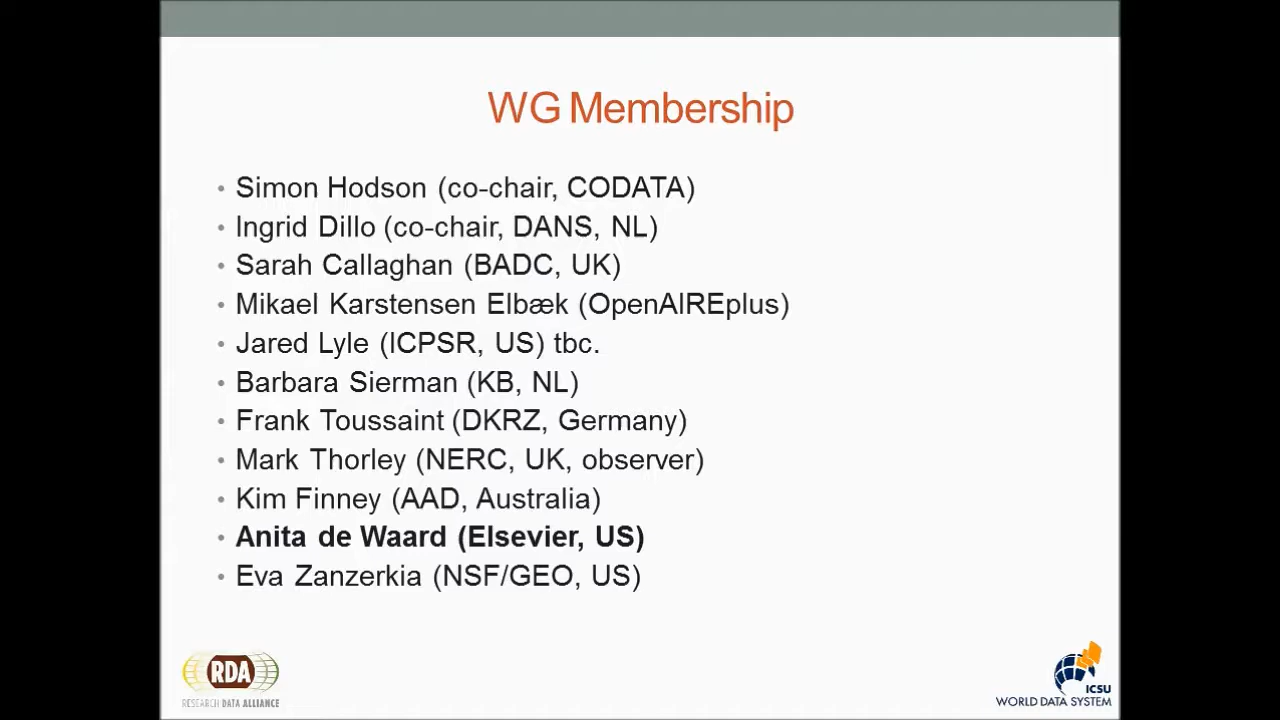 WG Membership
• Simon Hodson (co-chair, CODATA)
• Ingrid Dillo (co-chair, DANS, NL)
• Sarah Callaghan (BADC, UK)
• Mikael Karstensen Elbæk (OpenAIREplus)
• Jared Lyle (ICPSR, US) tbc.
• Barbara Sierman (KB, NL)
• Frank Toussaint (DKRZ, Germany)
• Mark Thorley (NERC, UK, observer)
• Kim Finney (AAD, Australia)
• Anita de Waard (Elsevier, US)
• Eva Zanzerkia (NSF/GEO, US)
RDA
RESEARCH DATA ALLIANCE
ICSU
WORLD DATA SYSTEM